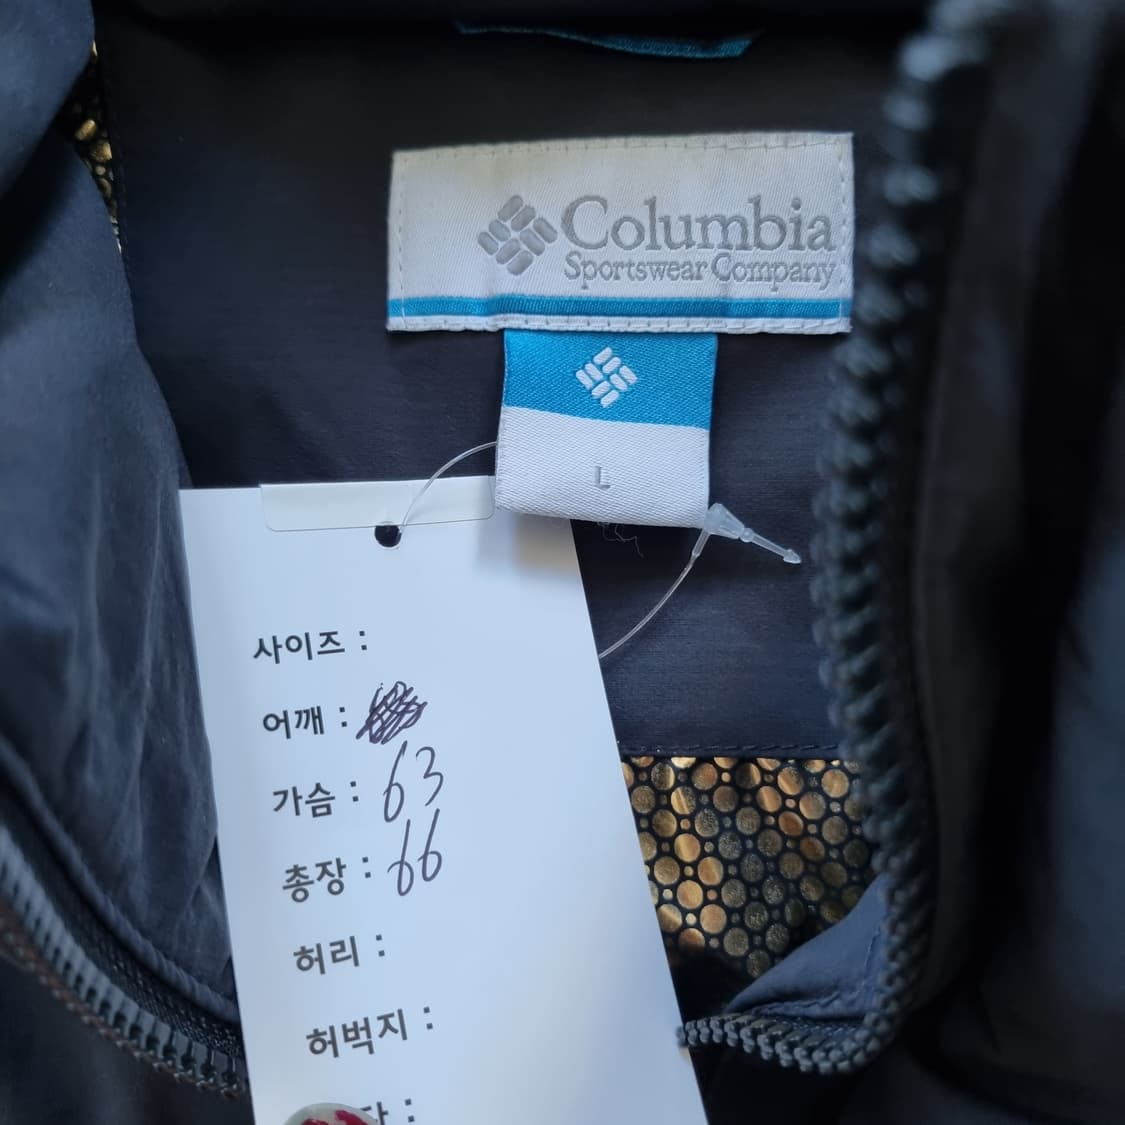 Columbia
Sportswear Company
L
사이즈 :
어깨 :
가슴 : 63
총장 : 66
허리 :
허벅지 :
단 :